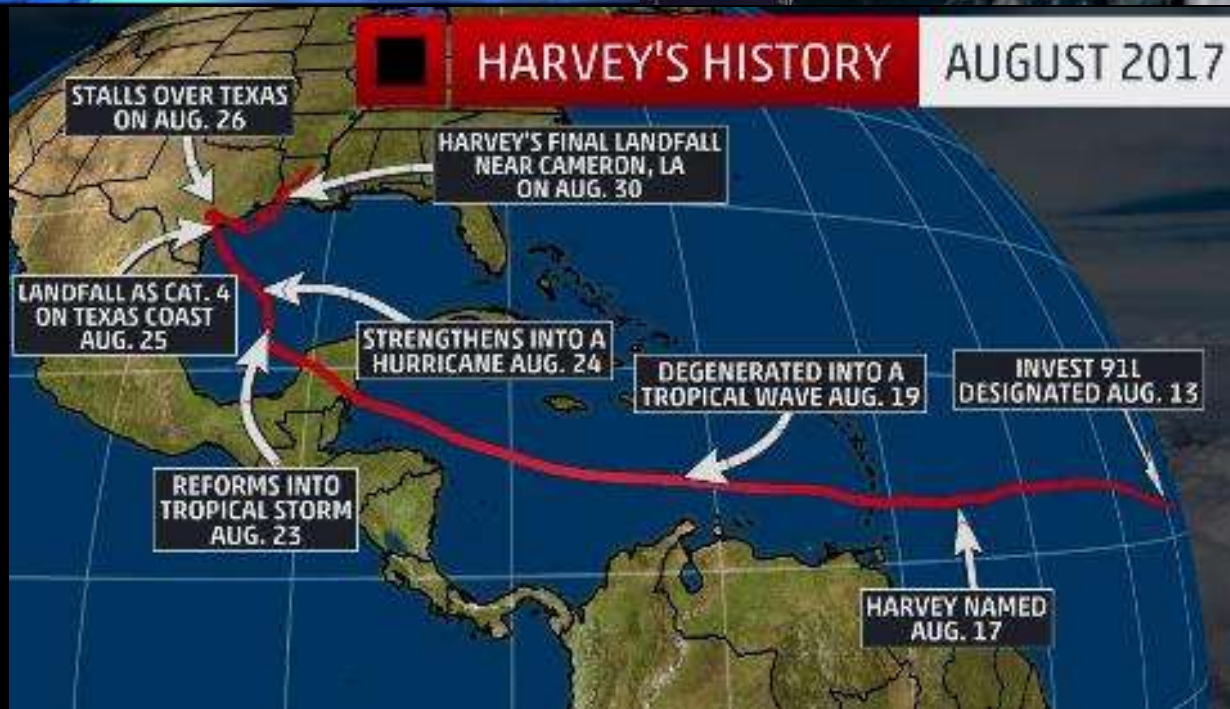 HARVEY'S HISTORY
AUGUST 2017
STALLS OVER TEXAS
ON AUG. 26
HARVEY'S FINAL LANDFALL
NEAR CAMERON, LA
ON AUG. 30
LANDFALL AS CAT. 4
ON TEXAS COAST
AUG. 25
STRENGTHENS INTO A
HURRICANE AUG. 24
DEGENERATED INTO A
TROPICAL WAVE AUG. 19
INVEST 91L
DESIGNATED AUG. 13
REFORMS INTO
TROPICAL STORM
AUG. 23
HARVEY NAMED
AUG. 17